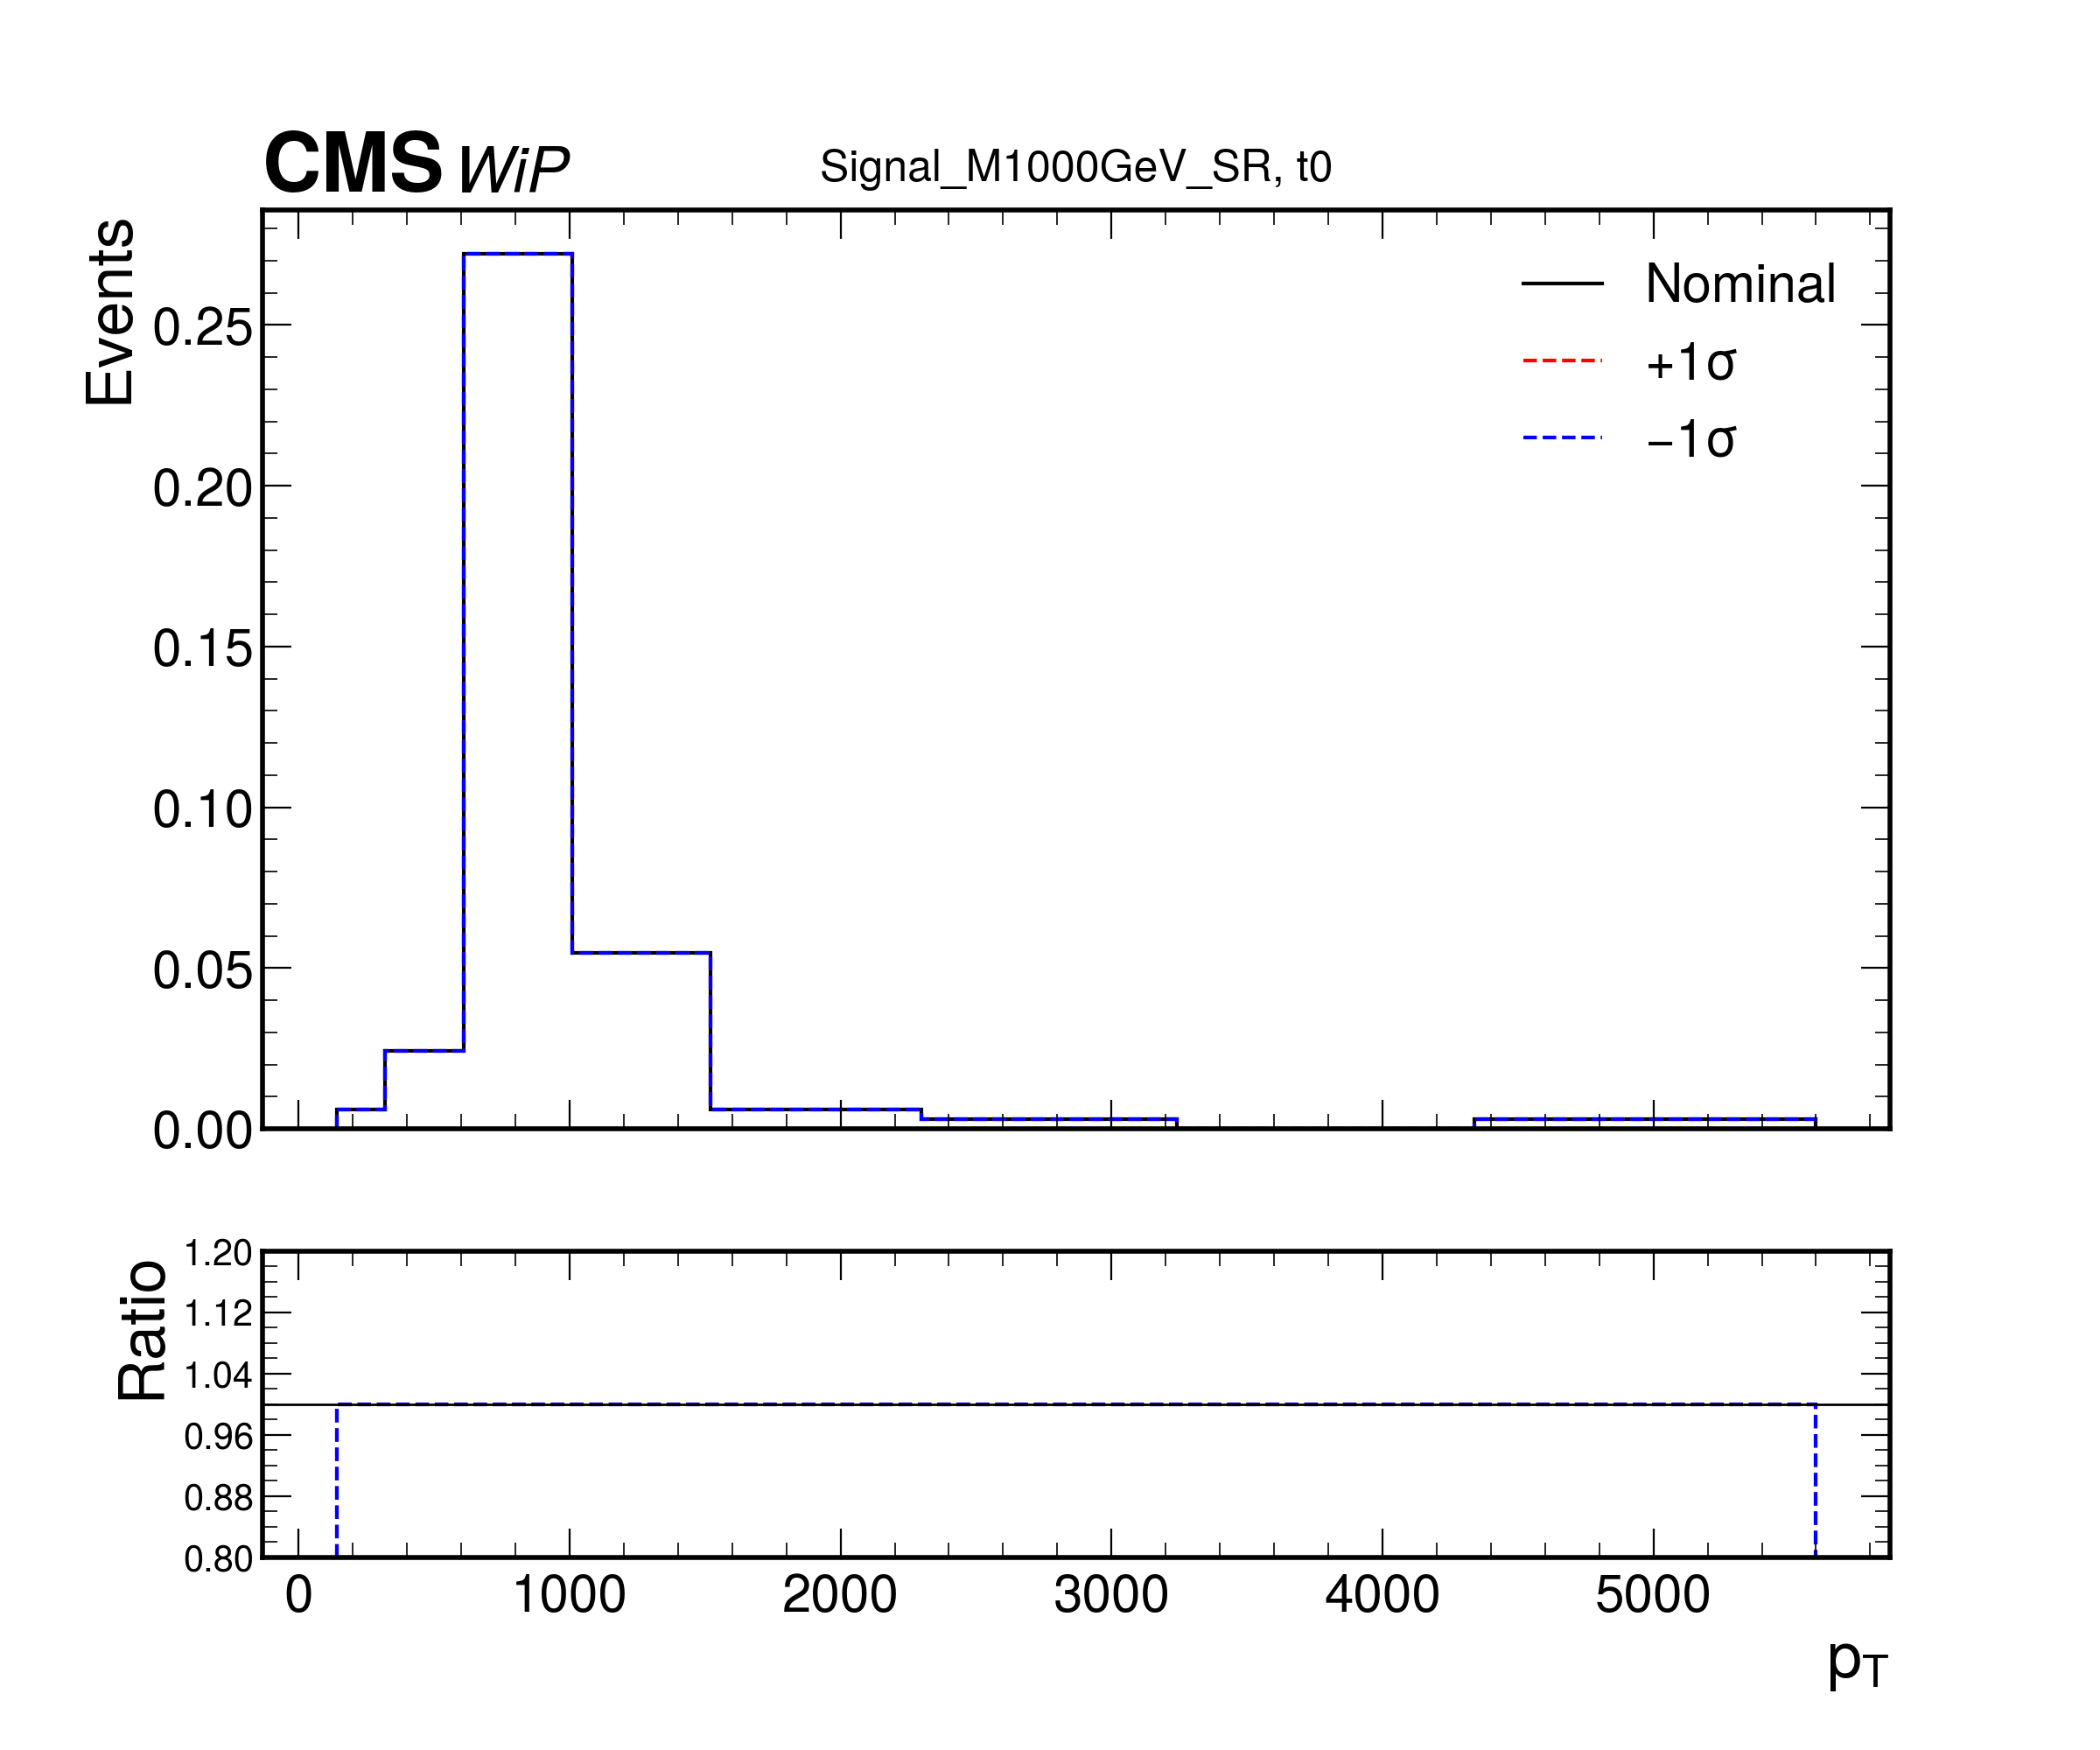 CMS WiP Signal_M1000GeV_SR, t0
Events
0.25
0.20
0.15
0.10
0.05
0.00
Nominal
+1σ
−1σ
Ratio
1.20
1.12
1.04
0.96
0.88
0.80
0 1000 2000 3000 4000 5000
pT